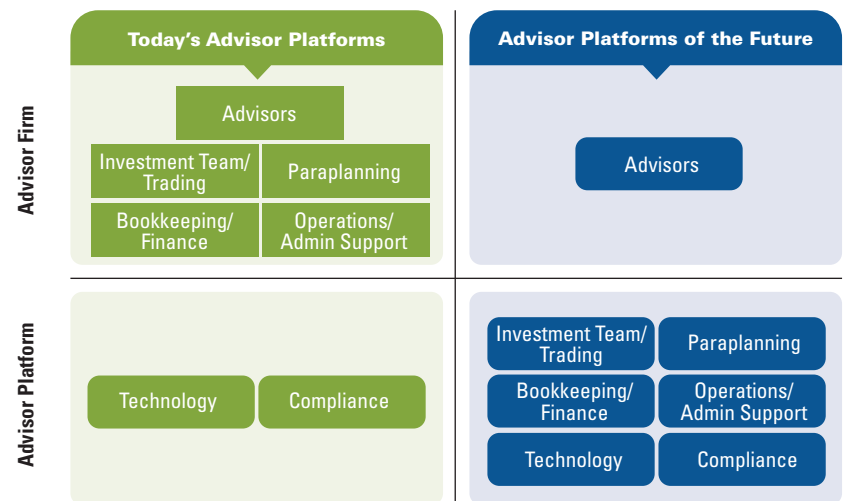 Today's Advisor Platforms
Advisor Platforms of the Future
Advisor Firm
Advisors
Investment Team/
Trading
Paraplanning
Bookkeeping/
Finance
Operations/
Admin Support
Advisors
Advisor Platform
Technology
Compliance
Investment Team/
Trading
Paraplanning
Bookkeeping/
Finance
Operations/
Admin Support
Technology
Compliance